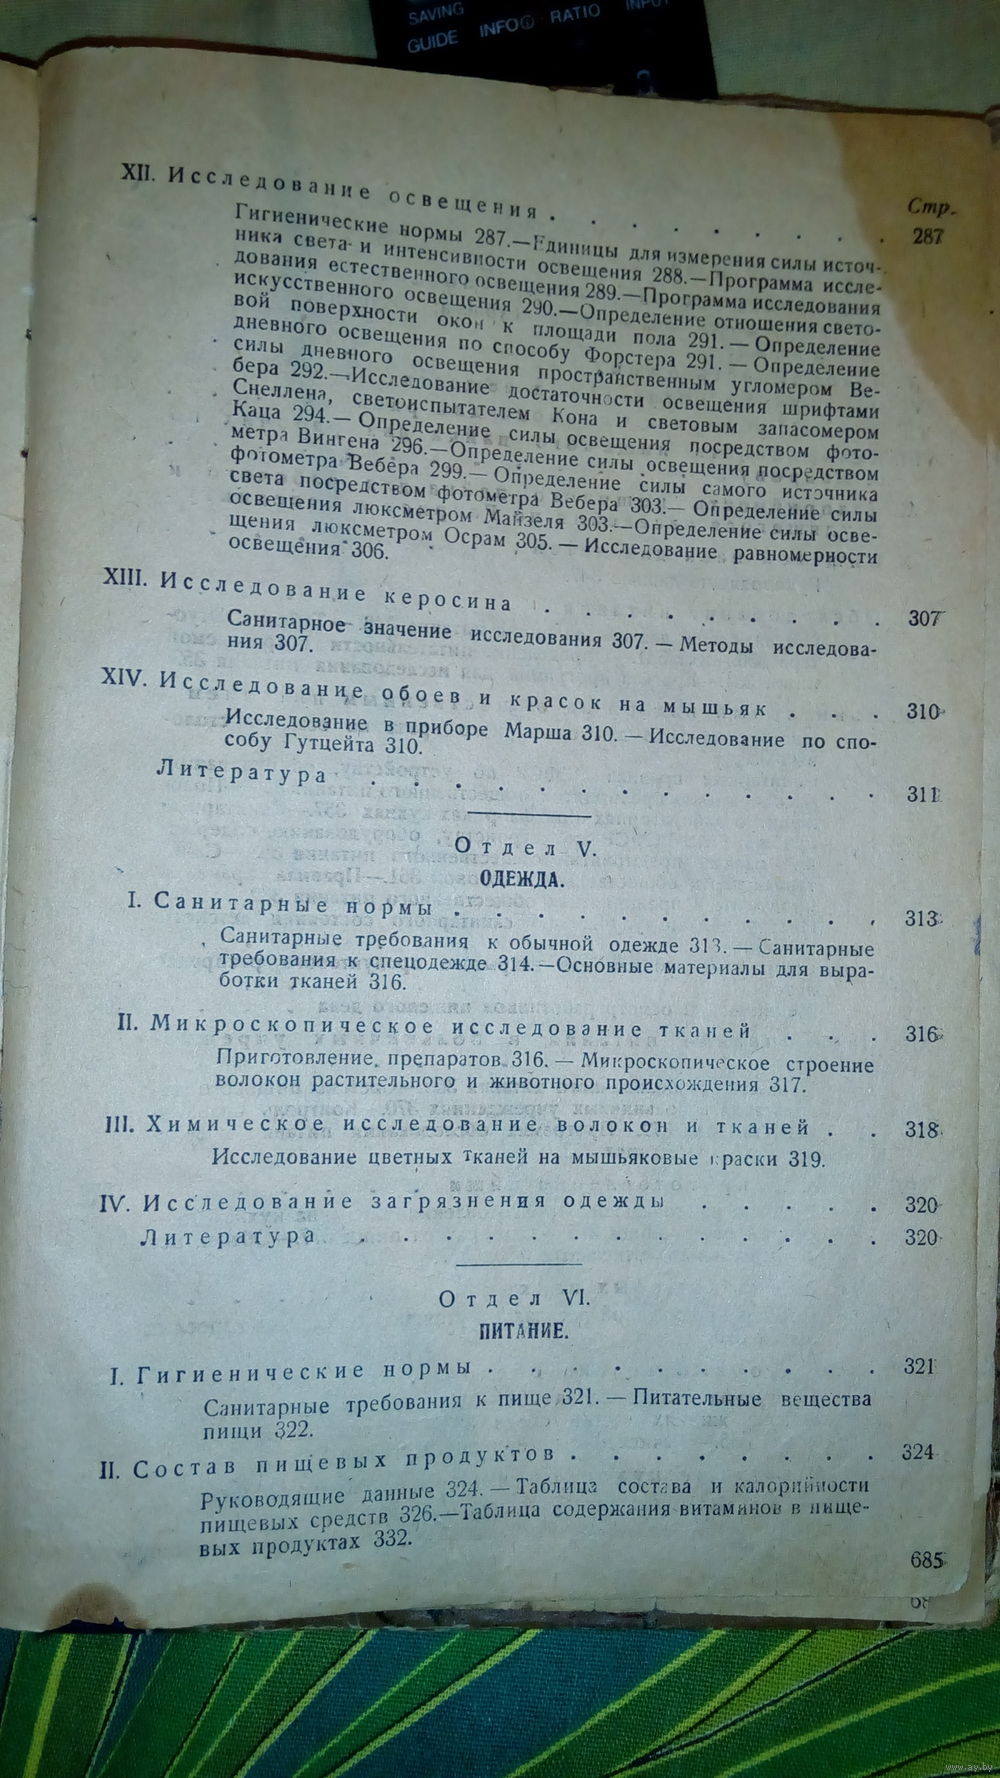 SAVING
GUIDE INFO RATIO INPUT
Стр.
XII. Исследование освещения . . . . . . . . . 287
Гигиенические нормы 287.—Единицы для измерения силы источ-
ника света и интенсивности освещения 288.—Программа иссле-
дования естественного освещения 289.—Программа исследования
искусственного освещения 290.—Определение отношения свето-
вой поверхности окон к площади пола 291.— Определение
дневного освещения по способу Форстера 291. — Определение
силы дневного освещения пространственным угломером Ве-
бера 292.—Исследование достаточности освещения шрифтами
Снеллена, светоиспытателем Кона и световым запасомером
Каца 294.— Определение силы освещения посредством фото-
метра Вингена 296.—Определение силы освещения посредством
фотометра Вебера 299.— Определение силы самого источника
света посредством фотометра Вебера 303.— Определение силы
освещения люксметром Майзеля 303.—Определение силы осве-
щения люксметром Осрам 305. — Исследование равномерности
освещения 306.
XIII. Исследование керосина . . . . . . . . . 307
Санитарное значение исследования 307. — Методы исследова-
ния 307.
XIV. Исследование обоев и красок на мышьяк . . . 310
Исследование в приборе Марша 310. — Исследование по спо-
собу Гутцейта 310.
Литература . . . . . . . . . . . . 311
Отдел V.
ОДЕЖДА.
I. Санитарные нормы . . . . . . . . . . . 313
Санитарные требования к обычной одежде 313. — Санитарные
требования к спецодежде 314.—Основные материалы для выра-
ботки тканей 316.
II. Микроскопическое исследование тканей . . . 316
Приготовление препаратов 316. — Микроскопическое строение
волокон растительного и животного происхождения 317.
III. Химическое исследование волокон и тканей . . 318
Исследование цветных тканей на мышьяковые краски 319.
IV. Исследование загрязнения одежды . . . . . 320
Литература . . . . . . . . . . . . 320
Отдел VI.
ПИТАНИЕ.
I. Гигиенические нормы . . . . . . . . . . 321
Санитарные требования к пище 321. — Питательные вещества
пищи 322.
II. Состав пищевых продуктов . . . . . . . . 324
Руководящие данные 324. — Таблица состава и калорийности
пищевых средств 326.—Таблица содержания витаминов в пище-
вых продуктах 332.
685
www.ay.by